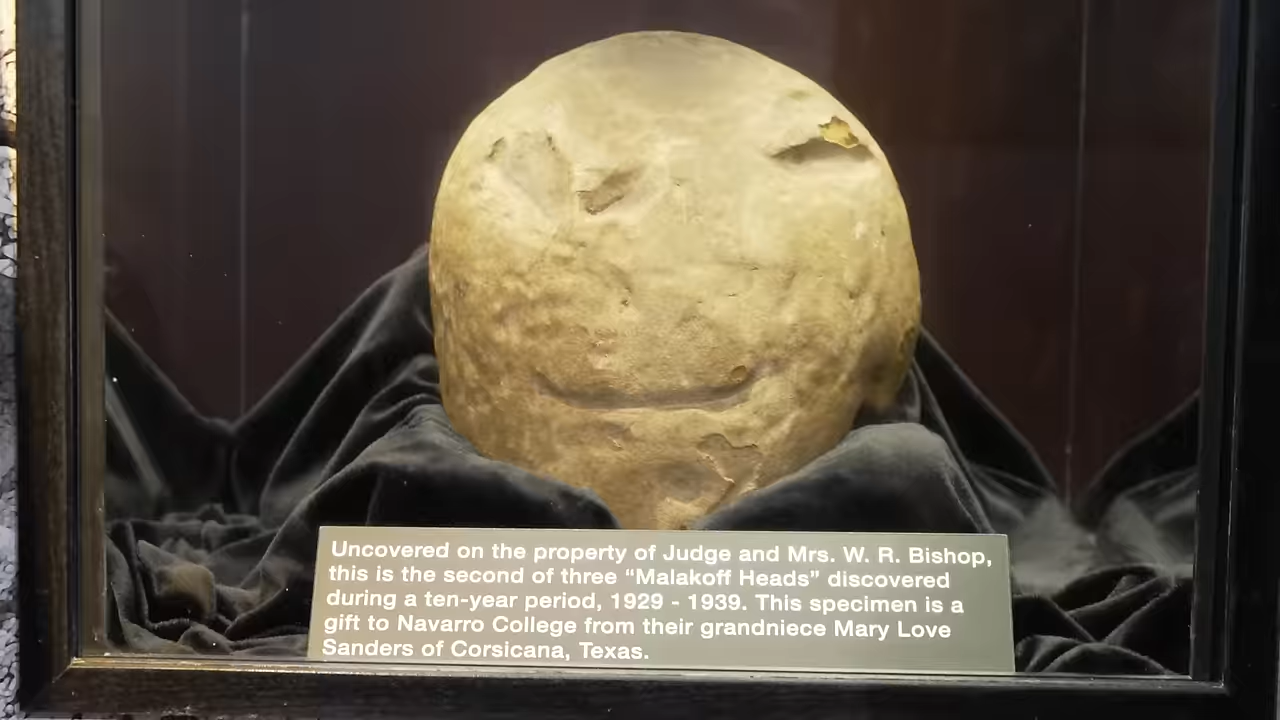 Uncovered on the property of Judge and Mrs. W. R. Bishop,
this is the second of three “Malakoff Heads” discovered
during a ten-year period, 1929 - 1939. This specimen is a
gift to Navarro College from their grandniece Mary Love
Sanders of Corsicana, Texas.